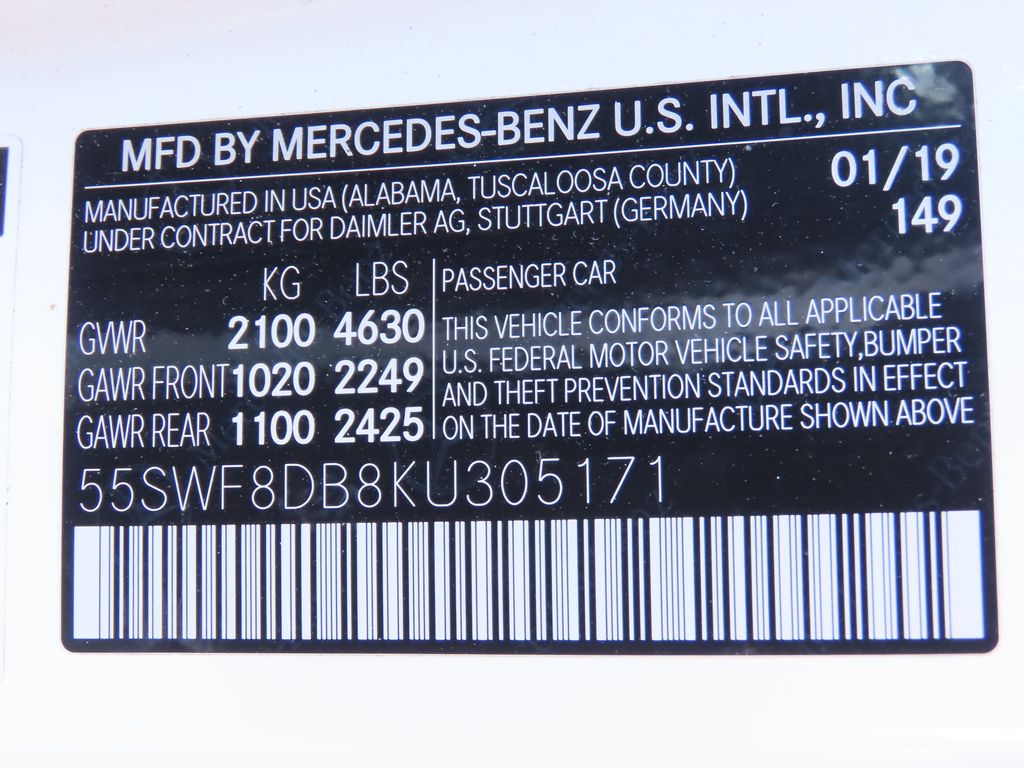 MFD BY MERCEDES-BENZ U.S. INTL., INC
MANUFACTURED IN USA (ALABAMA, TUSCALOOSA COUNTY) 01/19
UNDER CONTRACT FOR DAIMLER AG, STUTTGART (GERMANY) 149
KG LBS
GVWR 2100 4630
GAWR FRONT 1020 2249
GAWR REAR 1100 2425
PASSENGER CAR
THIS VEHICLE CONFORMS TO ALL APPLICABLE
U.S. FEDERAL MOTOR VEHICLE SAFETY,BUMPER
AND THEFT PREVENTION STANDARDS IN EFFECT
ON THE DATE OF MANUFACTURE SHOWN ABOVE
55SWF8DB8KU305171